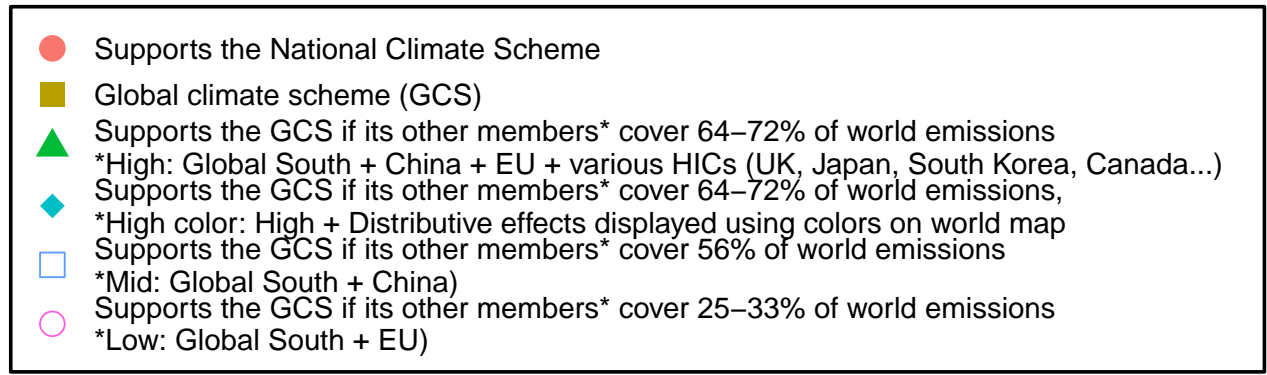 Supports the National Climate Scheme
Global climate scheme (GCS)
Supports the GCS if its other members* cover 64−72% of world emissions
*High: Global South + China + EU + various HICs (UK, Japan, South Korea, Canada...)
Supports the GCS if its other members* cover 64−72% of world emissions,
*High color: High + Distributive effects displayed using colors on world map
Supports the GCS if its other members* cover 56% of world emissions
*Mid: Global South + China)
Supports the GCS if its other members* cover 25−33% of world emissions
*Low: Global South + EU)